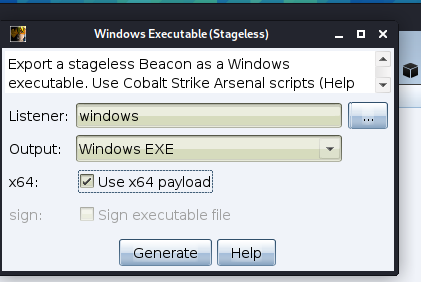 Windows Executable (Stageless)
Export a stageless Beacon as a Windows
executable. Use Cobalt Strike Arsenal scripts (Help
Listener: windows ...
Output: Windows EXE
x64: Use x64 payload
sign: Sign executable file
Generate Help